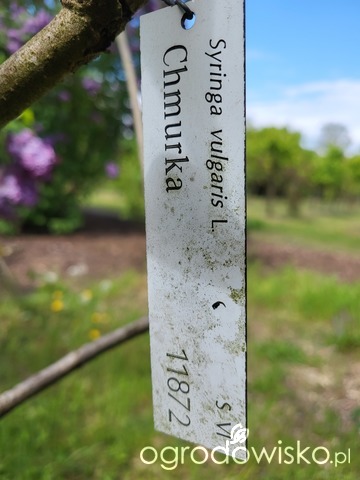 Syringa vulgaris L.
Chmurka
11872
ogrodowisko.pl